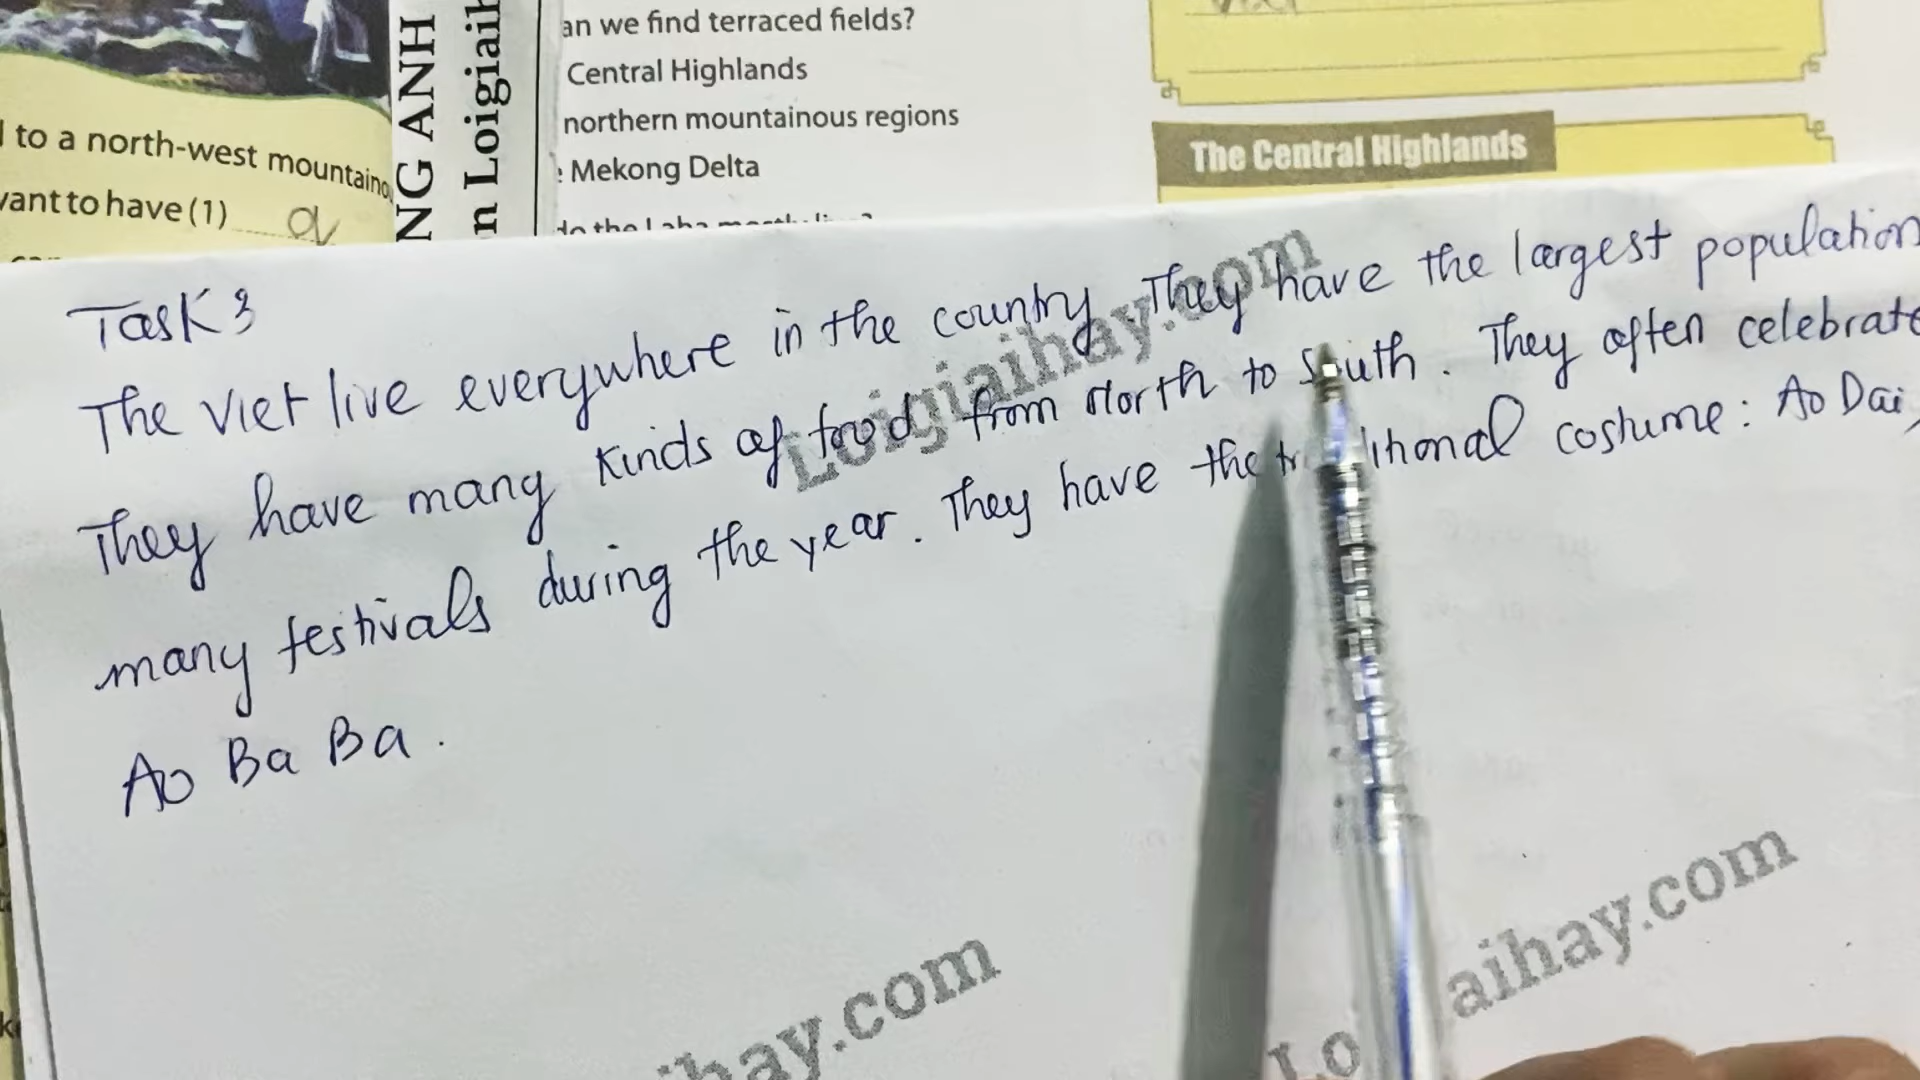 an we find terraced fields?
Central Highlands
northern mountainous regions
Mekong Delta
to a north-west mountaino
want to have (1) a
NG ANH
n Loigiaih
The Central Highlands
Task 3
The Viet live everywhere in the country. They have the largest population
They have many kinds of food from North to South. They often celebrate
many festivals during the year. They have the traditional costume: Ao Dai,
Ao Ba Ba.
Loigiaihay.com
ihay.com
Lo aihay.com